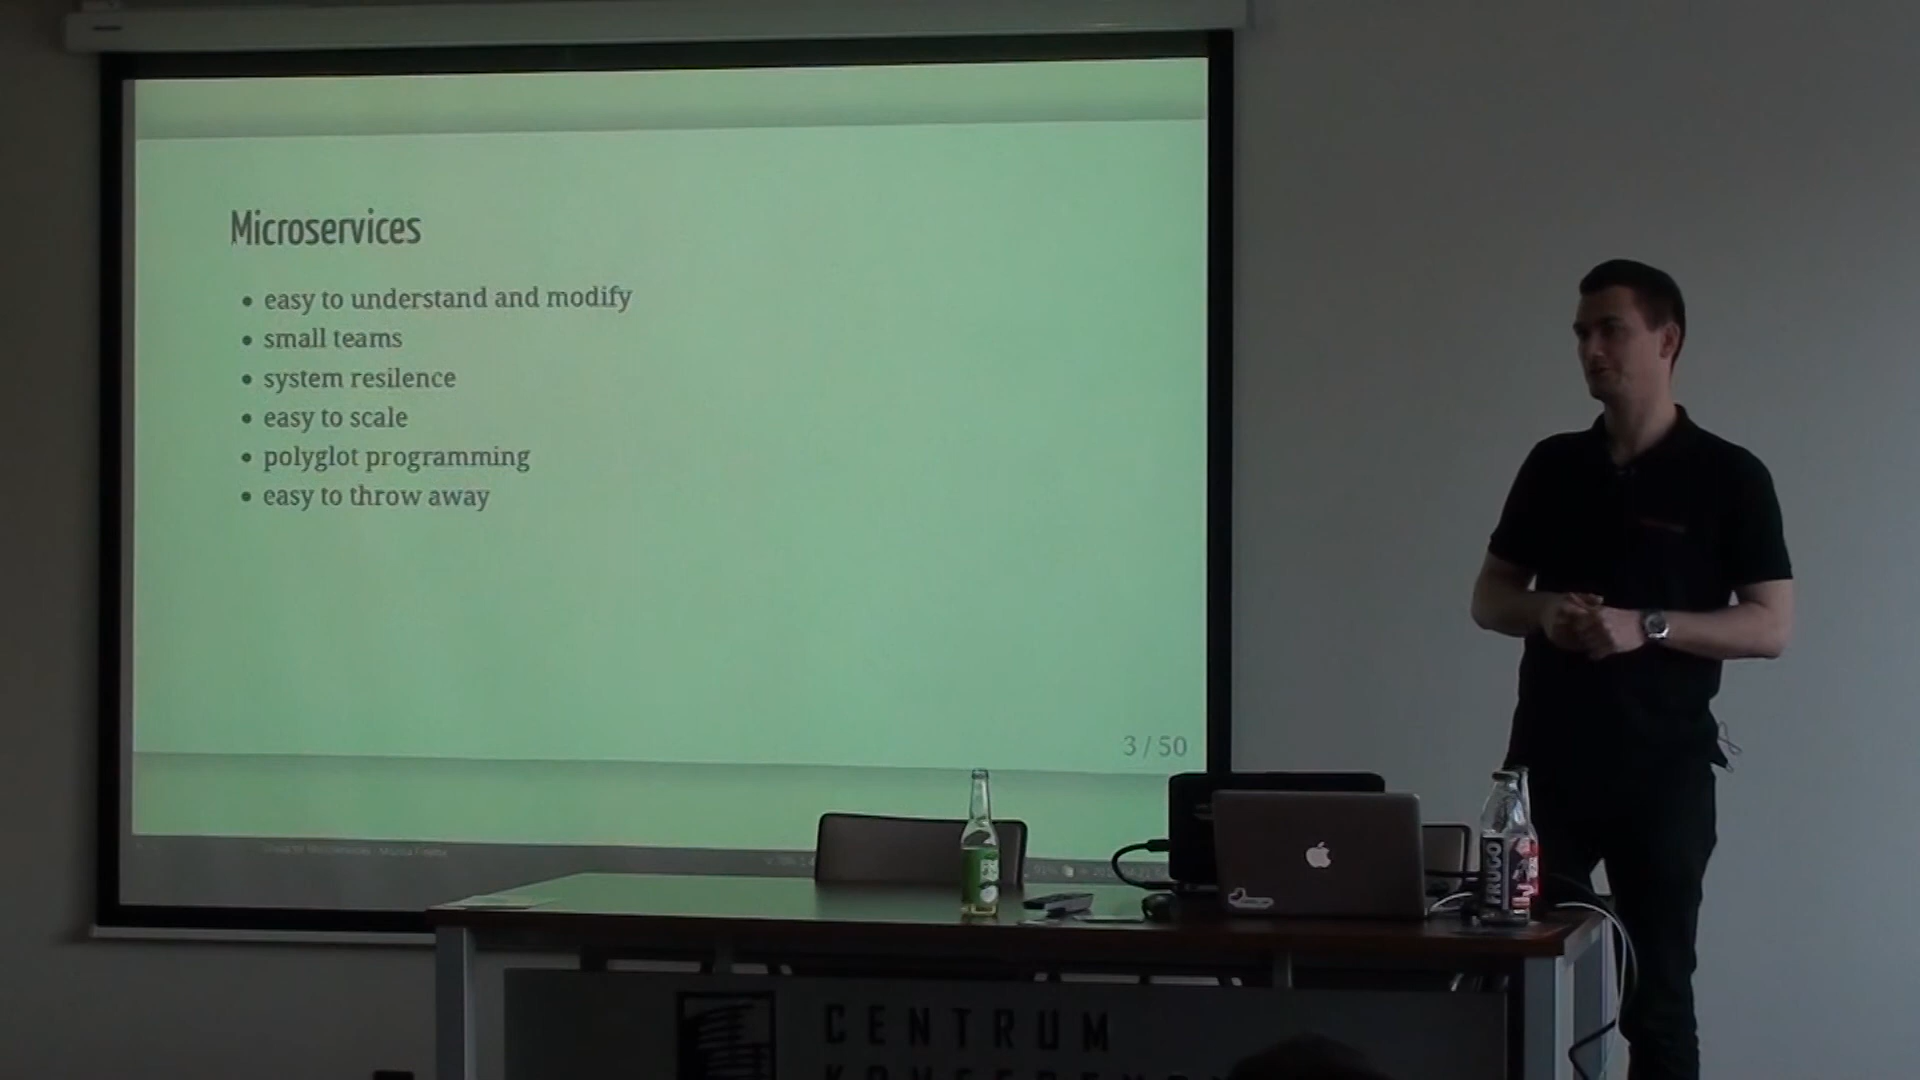 Microservices
easy to understand and modify
small teams
system resilence
easy to scale
polyglot programming
easy to throw away
3 / 50
FRUGO
CENTRUM